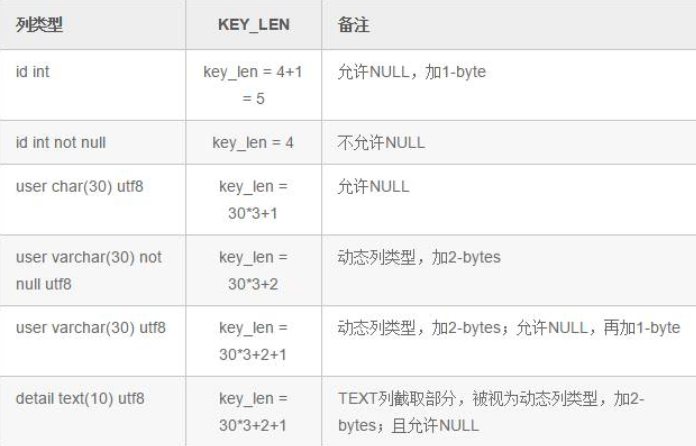 列类型 KEY_LEN 备注
id int key_len = 4+1 允许NULL，加1-byte
= 5
id int not null key_len = 4 不允许NULL
user char(30) utf8 key_len = 允许NULL
30*3+1
user varchar(30) not key_len = 动态列类型，加2-bytes
null utf8 30*3+2
user varchar(30) utf8 key_len = 动态列类型，加2-bytes；允许NULL，再加1-byte
30*3+2+1
detail text(10) utf8 key_len = TEXT列截取部分，被视为动态列类型，加2-
30*3+2+1 bytes；且允许NULL